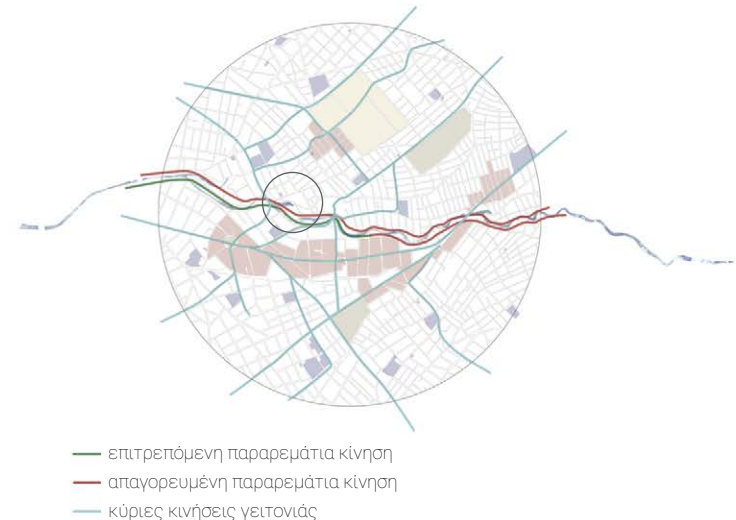 επιτρεπόμενη παραρεμάτια κίνηση
απαγορευμένη παραρεμάτια κίνηση
κύριες κινήσεις γειτονιάς